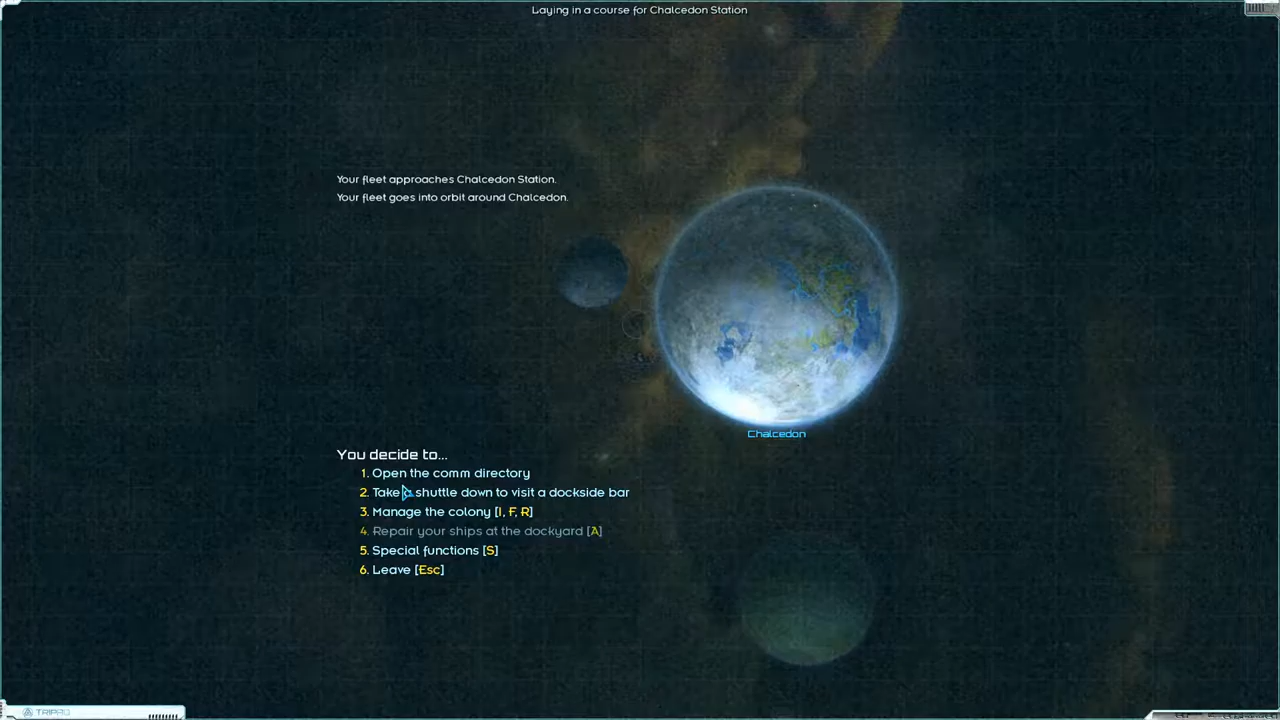 Laying in a course for Chalcedon Station
Your fleet approaches Chalcedon Station.
Your fleet goes into orbit around Chalcedon.
Chalcedon
You decide to...
1. Open the comm directory
2. Take a shuttle down to visit a dockside bar
3. Manage the colony [I, F, R]
4. Repair your ships at the dockyard [A]
5. Special functions [S]
6. Leave [Esc]